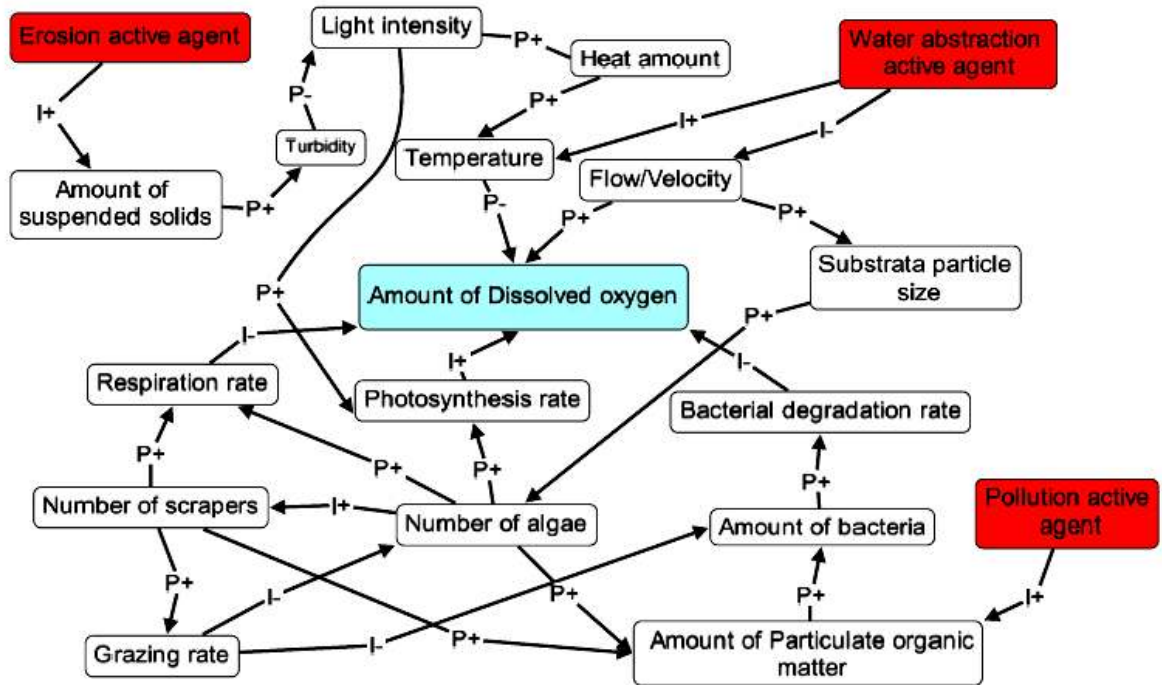 Erosion active agent
Light intensity
P+
Heat amount
Water abstraction
active agent
I+
P-
P+
I+
I-
Turbidity
Temperature
Flow/Velocity
Amount of
suspended solids
P+
P-
P+
P+
Substrata particle
size
P+
Amount of Dissolved oxygen
P+
I-
I+
I-
Respiration rate
Photosynthesis rate
Bacterial degradation rate
P+
P+
P+
P+
Number of scrapers
I+
Number of algae
Amount of bacteria
Pollution active
agent
P+
I-
P+
P+
I+
Grazing rate
I-
P+
Amount of Particulate organic
matter